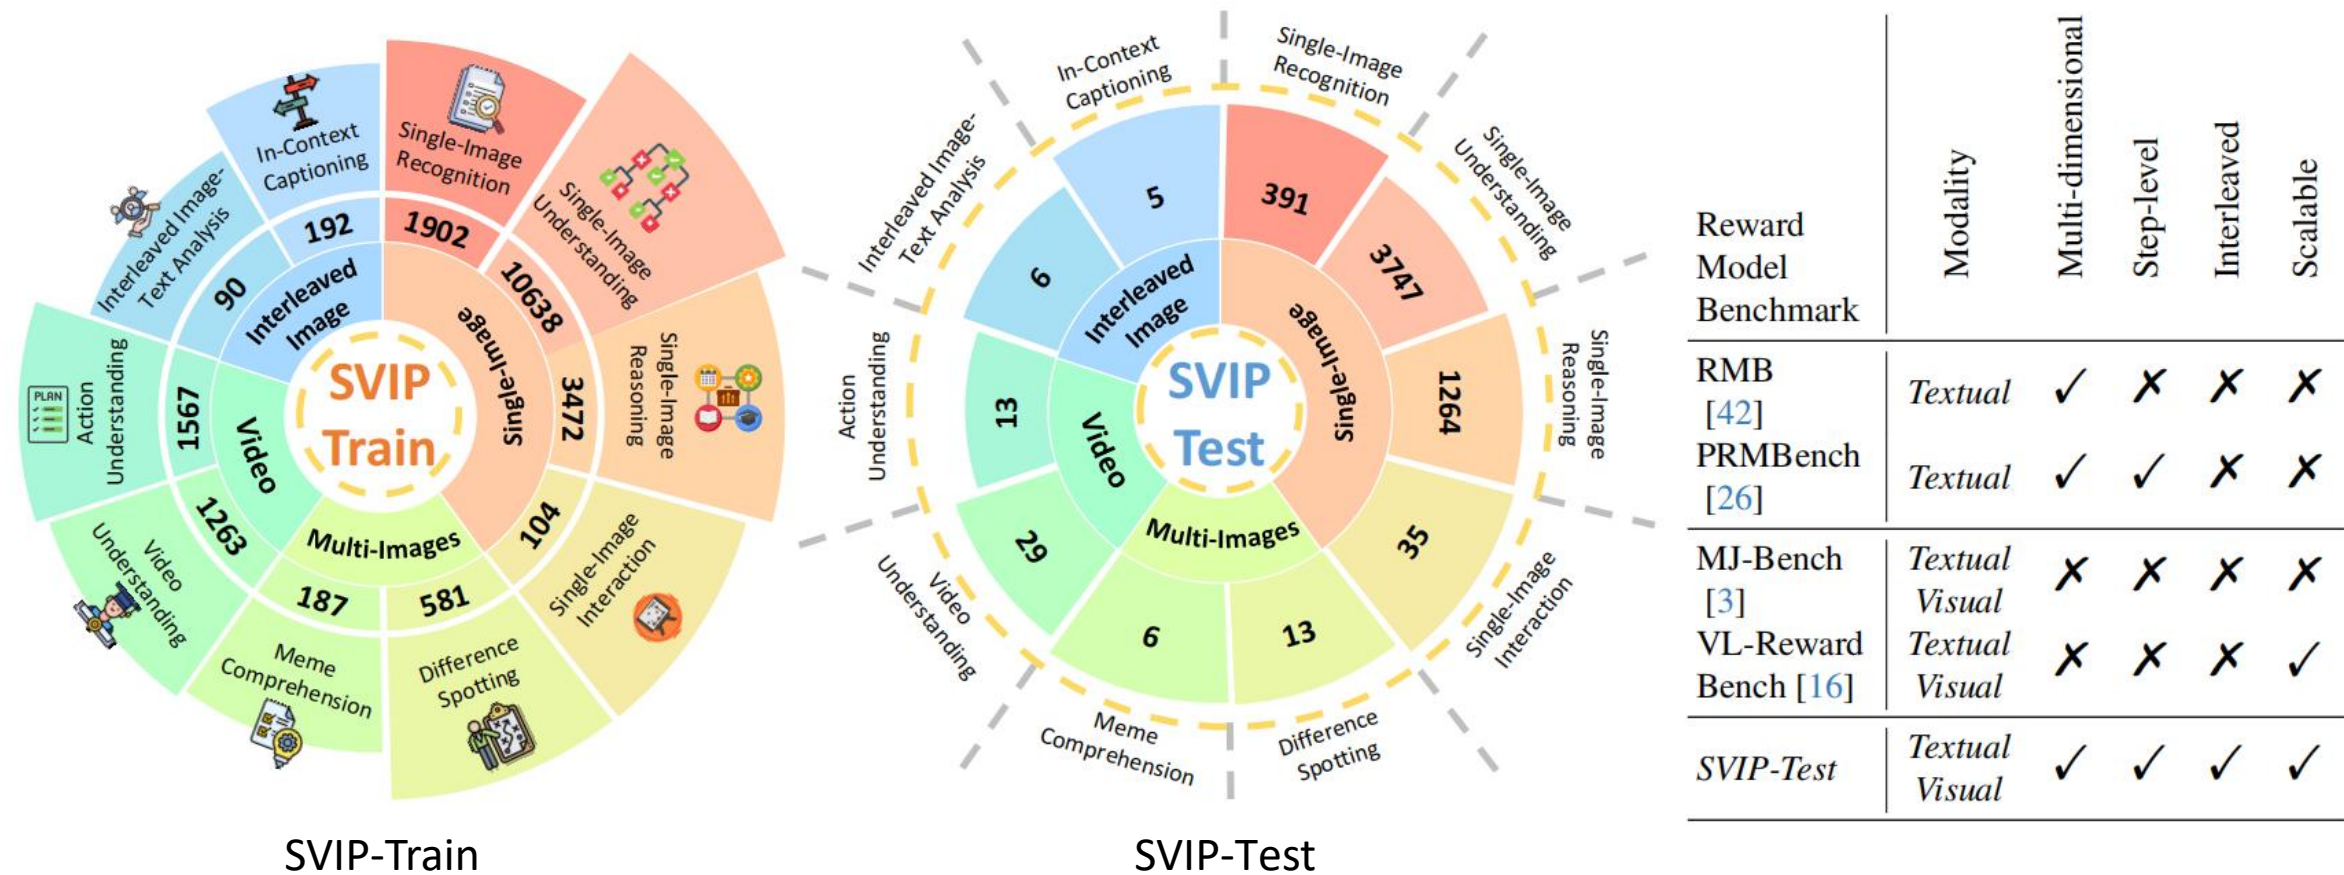 In-Context
Captioning
192
Single-Image
Recognition
1902
Single-Image
Understanding
10638
Single-Image
Reasoning
3472
Single-Image
Interaction
104
Difference
Spotting
581
Meme
Comprehension
187
Video
Understanding
1263
Action
Understanding
1567
PLAN
Interleaved Image-
Text Analysis
90
Interleaved
Image
Single-Image
Multi-Images
Video
SVIP
Train
SVIP-Train
In-Context
Captioning
5
Single-Image
Recognition
391
Single-Image
Understanding
3747
Single-Image
Reasoning
1264
Single-Image
Interaction
35
Difference
Spotting
13
Meme
Comprehension
6
Video
Understanding
29
Action
Understanding
13
Interleaved Image-
Text Analysis
6
Interleaved
Image
Single-Image
Multi-Images
Video
SVIP
Test
SVIP-Test
Reward
Model
Benchmark
Modality
Multi-dimensional
Step-level
Interleaved
Scalable
RMB
[42]
Textual ✓ ✗ ✗ ✗
PRMBench
[26]
Textual ✓ ✓ ✗ ✗
MJ-Bench
[3]
Textual
Visual
✗ ✗ ✗ ✗
VL-Reward
Bench [16]
Textual
Visual
✗ ✗ ✗ ✓
SVIP-Test
Textual
Visual
✓ ✓ ✓ ✓